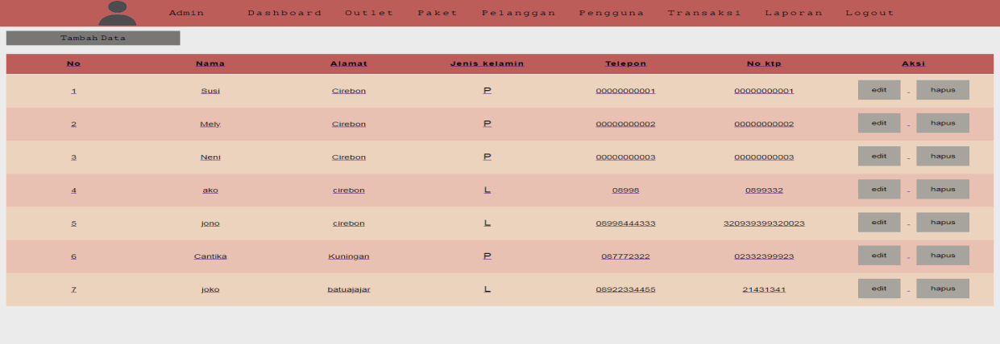 Admin Dashboard Outlet Paket Pelanggan Pengguna Transaksi Laporan Logout
Tambah Data
No Nama Alamat Jenis kelamin Telepon No ktp Aksi
1 Susi Cirebon P 00000000001 00000000001 edit - hapus
2 Mely Cirebon P 00000000002 00000000002 edit - hapus
3 Neni Cirebon P 00000000003 00000000003 edit - hapus
4 ako cirebon L 08998 0899332 edit - hapus
5 jono cirebon L 08998444333 320939399320023 edit - hapus
6 Cantika Kuningan P 087772322 02332399923 edit - hapus
7 joko batuajajar L 08922334455 21431341 edit - hapus